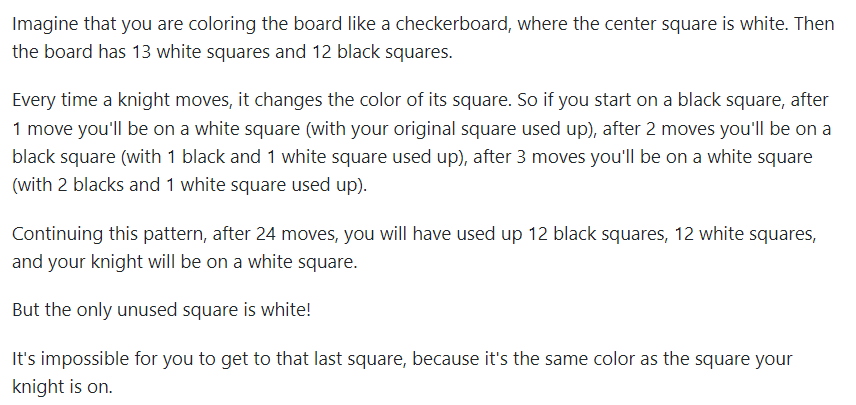 Imagine that you are coloring the board like a checkerboard, where the center square is white. Then
the board has 13 white squares and 12 black squares.
Every time a knight moves, it changes the color of its square. So if you start on a black square, after
1 move you'll be on a white square (with your original square used up), after 2 moves you'll be on a
black square (with 1 black and 1 white square used up), after 3 moves you'll be on a white square
(with 2 blacks and 1 white square used up).
Continuing this pattern, after 24 moves, you will have used up 12 black squares, 12 white squares,
and your knight will be on a white square.
But the only unused square is white!
It's impossible for you to get to that last square, because it's the same color as the square your
knight is on.